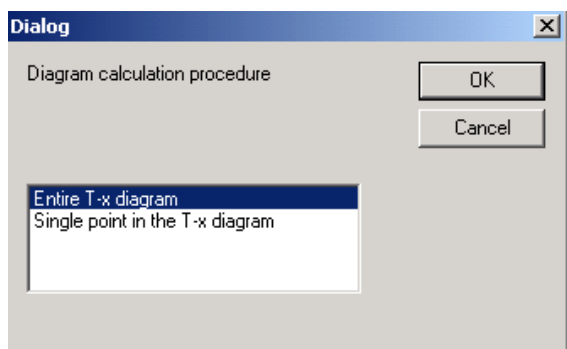 Dialog
Diagram calculation procedure
OK
Cancel
Entire T-x diagram
Single point in the T-x diagram